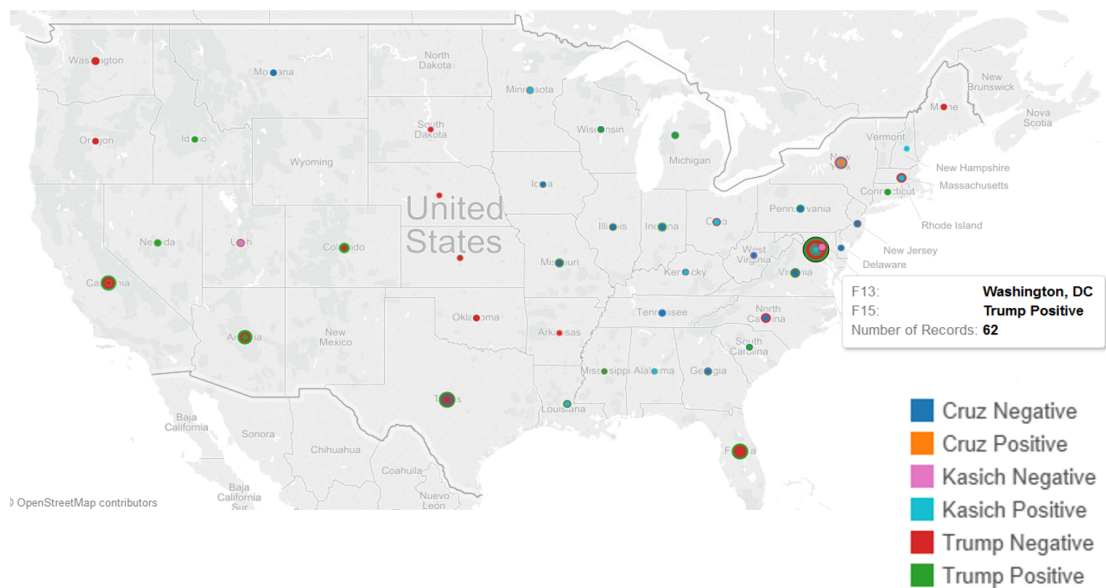 Washington
Montana
North
Dakota
Minnesota
New
Brunswick
Maine
Nova
Scotia
Oregon
Idaho
South
Dakota
Wisconsin
Michigan
Vermont
New
York
Wyoming
New Hampshire
Massachusetts
Connecticut
Rhode Island
Iowa
United
States
Pennsylvania
Illinois
Indiana
Ohio
New Jersey
Delaware
Nevada
Utah
Colorado
West
Virginia
Missouri
Kentucky
Virginia
California
F13: Washington, DC
F15: Trump Positive
Number of Records: 62
Tennessee
North
Carolina
Oklahoma
Arkansas
Arizona
New
Mexico
South
Carolina
Mississippi
Alabama
Georgia
Texas
Louisiana
Baja
California
Sonora
Chihuahua
Florida
Coahuila
Baja
California
Sur
Nuevo
León
© OpenStreetMap contributors
Cruz Negative
Cruz Positive
Kasich Negative
Kasich Positive
Trump Negative
Trump Positive